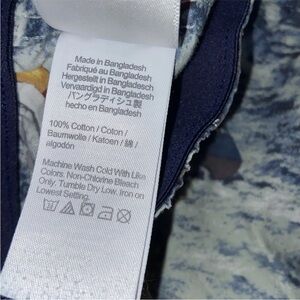 Made in Bangladesh
Fabriqué au Bangladesh
Hergestellt in Bangladesch
Vervaardigd in Bangladesh
バングラディシュ製
hecho en Bangladesh
100% Cotton / Coton /
Baumwolle / Katoen / 綿 /
algodón
Machine Wash Cold With Like
Colors. Non-Chlorine Bleach
Only. Tumble Dry Low. Iron on
Lowest Setting.